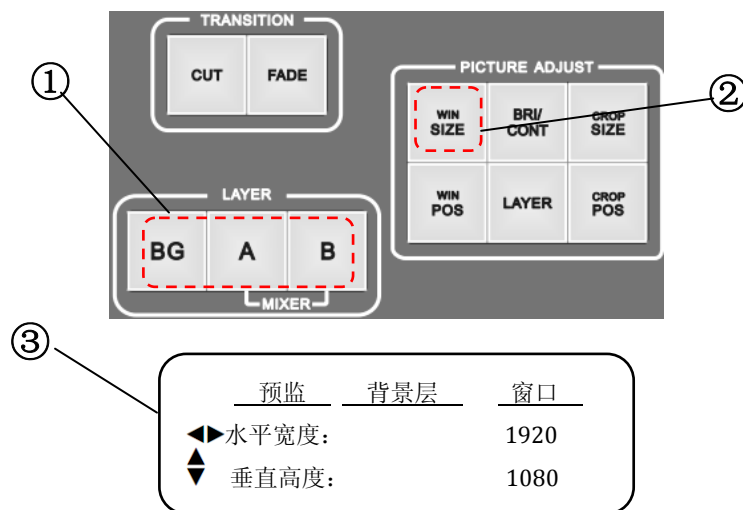 TRANSITION
CUT FADE
①
PICTURE ADJUST
②
WIN SIZE
BRI/ CONT
CROP SIZE
WIN POS
LAYER
CROP POS
LAYER
BG A B
MIXER
③
预监 背景层 窗口
◀▶水平宽度： 1920
▲▼ 垂直高度： 1080